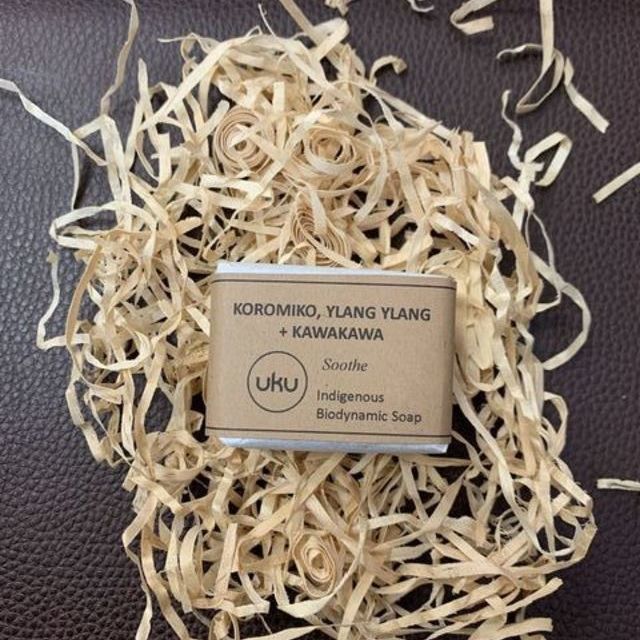 KOROMIKO, YLANG YLANG
+ KAWAKAWA
Soothe
uku
Indigenous
Biodynamic Soap